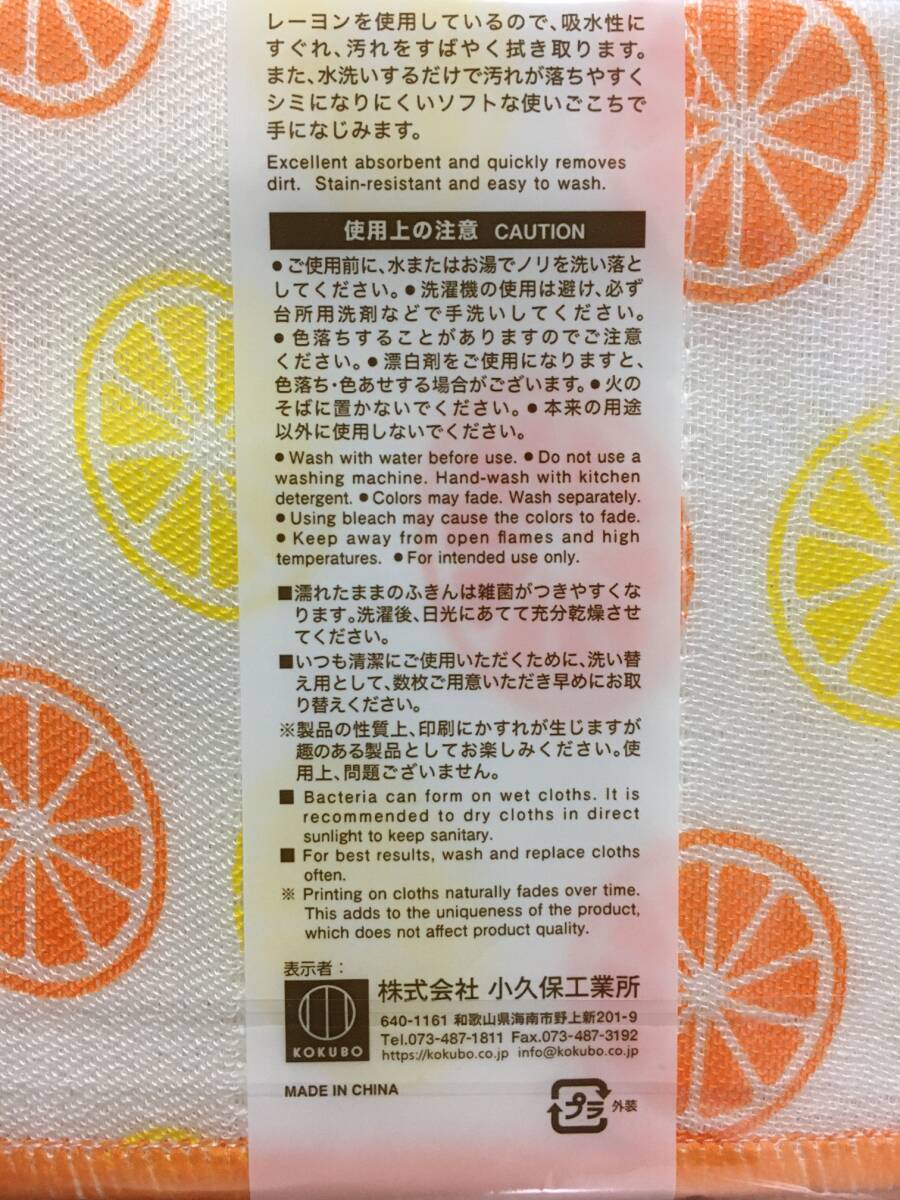 レーヨンを使用しているので、吸水性に
すぐれ、汚れをすばやく拭き取ります。
また、水洗いするだけで汚れが落ちやすく
シミになりにくいソフトな使いごこちで
手になじみます。
Excellent absorbent and quickly removes
dirt. Stain-resistant and easy to wash.
使用上の注意 CAUTION
●ご使用前に、水またはお湯でノリを洗い落と
してください。●洗濯機の使用は避け、必ず
台所用洗剤などで手洗いしてください。
●色落ちすることがありますのでご注意
ください。●漂白剤をご使用になりますと、
色落ち・色あせする場合がございます。●火の
そばに置かないでください。●本来の用途
以外に使用しないでください。
●Wash with water before use. ●Do not use a
washing machine. Hand-wash with kitchen
detergent. ●Colors may fade. Wash separately.
●Using bleach may cause the colors to fade.
●Keep away from open flames and high
temperatures. ●For intended use only.
■濡れたままのふきんは雑菌がつきやすくな
ります。洗濯後、日光にあてて充分乾燥させ
てください。
■いつも清潔にご使用いただくために、洗い替
え用として、数枚ご用意いただき早めにお取
り替えください。
※製品の性質上、印刷にかすれが生じますが
趣のある製品としてお楽しみください。使
用上、問題ございません。
■ Bacteria can form on wet cloths. It is
recommended to dry cloths in direct
sunlight to keep sanitary.
■ For best results, wash and replace cloths
often.
※ Printing on cloths naturally fades over time.
This adds to the uniqueness of the product,
which does not affect product quality.
表示者：
株式会社 小久保工業所
640-1161 和歌山県海南市野上新201-9
Tel.073-487-1811 Fax.073-487-3192
https://kokubo.co.jp info@kokubo.co.jp
KOKUBO
MADE IN CHINA
プラ 外装